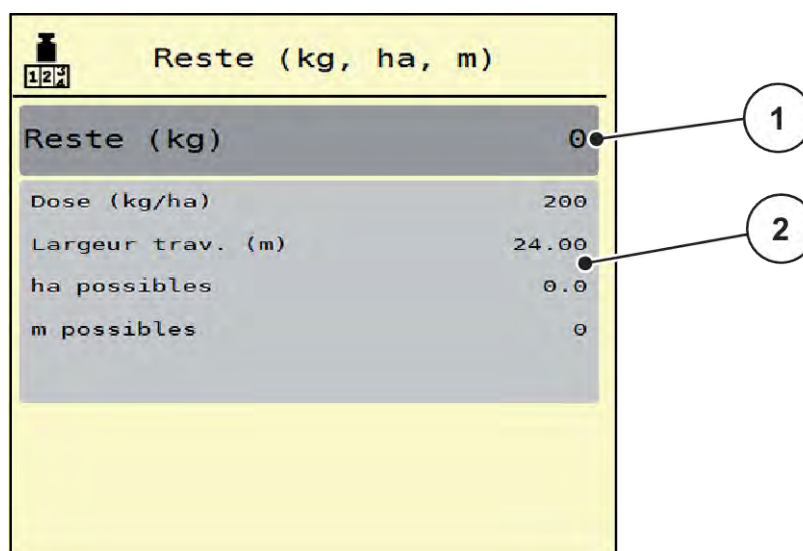 Reste (kg, ha, m)
Reste (kg) 0
1
Dose (kg/ha) 200
Largeur trav. (m) 24.00
2
ha possibles 0.0
m possibles 0